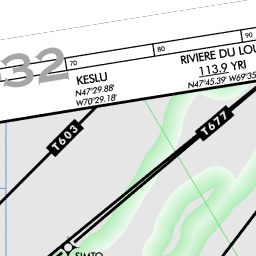 32
70
80
90
KESLU
N47°29.88'
W70°29.18'
RIVIERE DU LOU
113.9 YRI
N47°45.39' W69°35
T603
T677
SIMTO